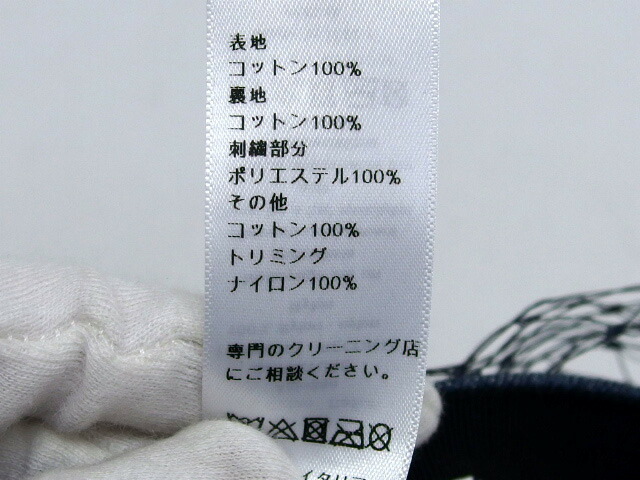 表地
コットン100%
裏地
コットン100%
刺繍部分
ポリエステル100%
その他
コットン100%
トリミング
ナイロン100%
専門のクリーニング店
にご相談ください。